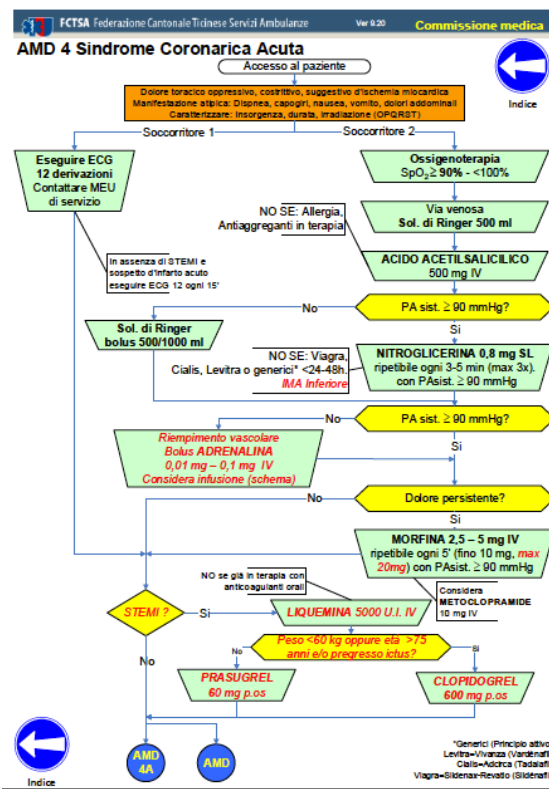 FCTSA Federazione Cantonale Ticinese Servizi Ambulanze
Ver 9.20
Commissione medica
AMD 4 Sindrome Coronarica Acuta
Accesso al paziente
Indice
Dolore toracico oppressivo, costrittivo, suggestivo d'ischemia miocardica
Manifestazione atipica: Dispnea, capogiri, nausea, vomito, dolori addominali
Caratterizzare: Insorgenza, durata, irradiazione (OPQRST)
Soccorritore 1
Soccorritore 2
Eseguire ECG
12 derivazioni
Contattare MEU
di servizio
Ossigenoterapia
SpO2≥ 90% - <100%
NO SE: Allergia,
Antiaggreganti in terapia
Via venosa
Sol. di Ringer 500 ml
In assenza di STEMI e
sospetto d'infarto acuto
eseguire ECG 12 ogni 15'
ACIDO ACETILSALICILICO
500 mg IV
No
PA sist. ≥ 90 mmHg?
Si
Sol. di Ringer
bolus 500/1000 ml
NO SE: Viagra,
Cialis, Levitra o generici* <24-48h.
IMA Inferiore
NITROGLICERINA 0,8 mg SL
ripetibile ogni 3-5 min (max 3x).
con PAsist. ≥ 90 mmHg
No
PA sist. ≥ 90 mmHg?
Si
Riempimento vascolare
Bolus ADRENALINA
0,01 mg – 0,1 mg IV
Considera infusione (schema)
No
Dolore persistente?
Si
MORFINA 2,5 – 5 mg IV
ripetibile ogni 5' (fino 10 mg, max
20mg) con PAsist. ≥ 90 mmHg
NO se già in terapia con
anticoagulanti orali
Considera
METOCLOPRAMIDE
10 mg IV
STEMI ?
Si
LIQUEMINA 5000 U.I. IV
No
Peso <60 kg oppure età >75
anni e/o pregresso ictus?
No
Si
PRASUGREL
60 mg p.os
CLOPIDOGREL
600 mg p.os
AMD
4A
AMD
Indice
*Generici (Principio attivo
Levitra=Vivanza (Vardenafil
Cialis=Adcirca (Tadalafil
Viagra=Sildenax-Revatio (Sildenafil